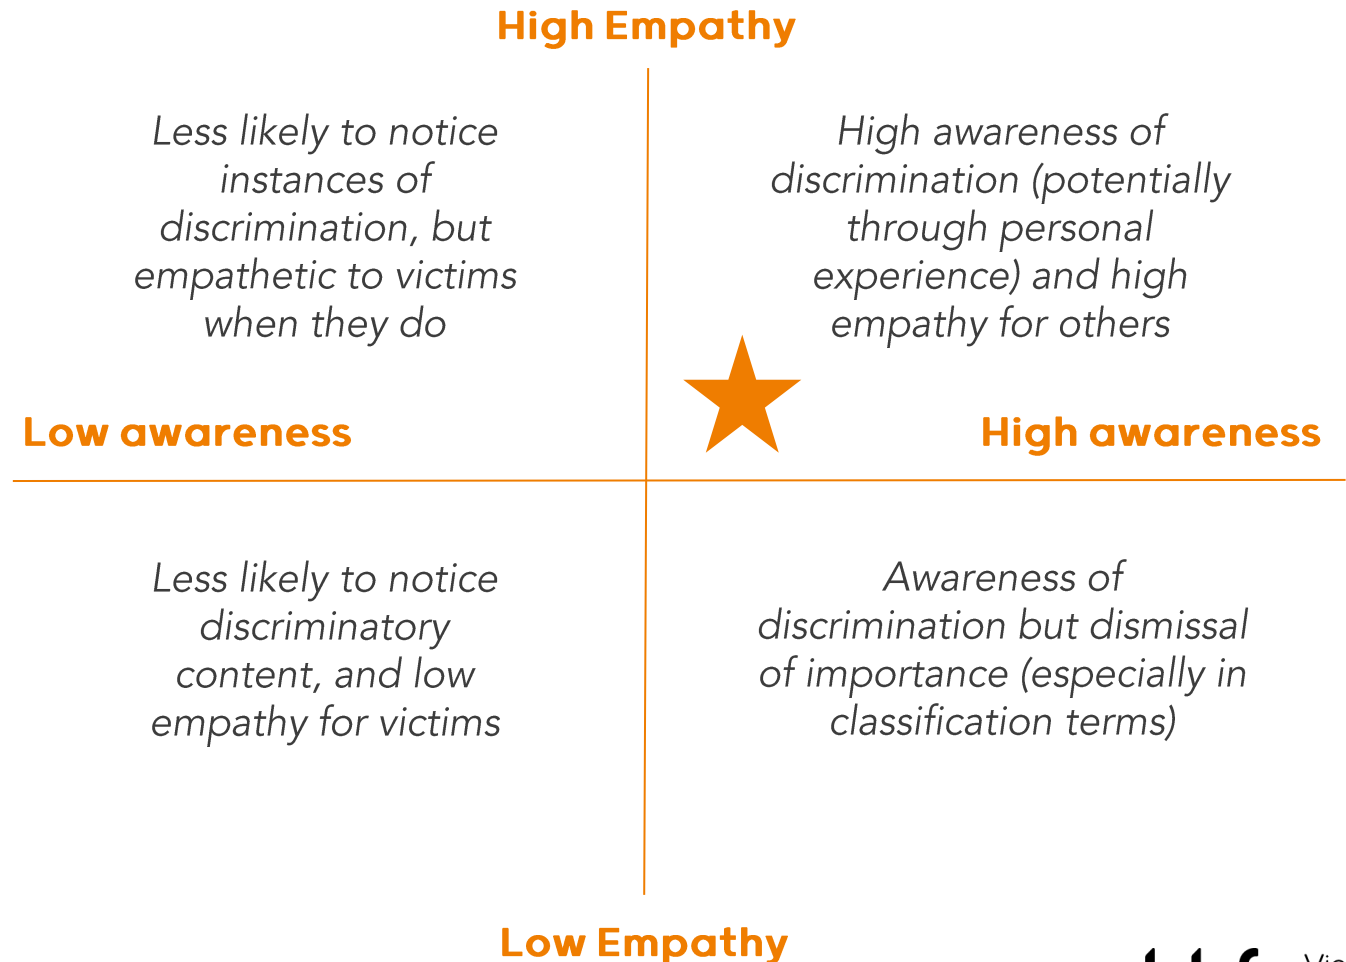 High Empathy
Less likely to notice
instances of
discrimination, but
empathetic to victims
when they do
High awareness of
discrimination (potentially
through personal
experience) and high
empathy for others
Low awareness
High awareness
Less likely to notice
discriminatory
content, and low
empathy for victims
Awareness of
discrimination but dismissal
of importance (especially in
classification terms)
Low Empathy